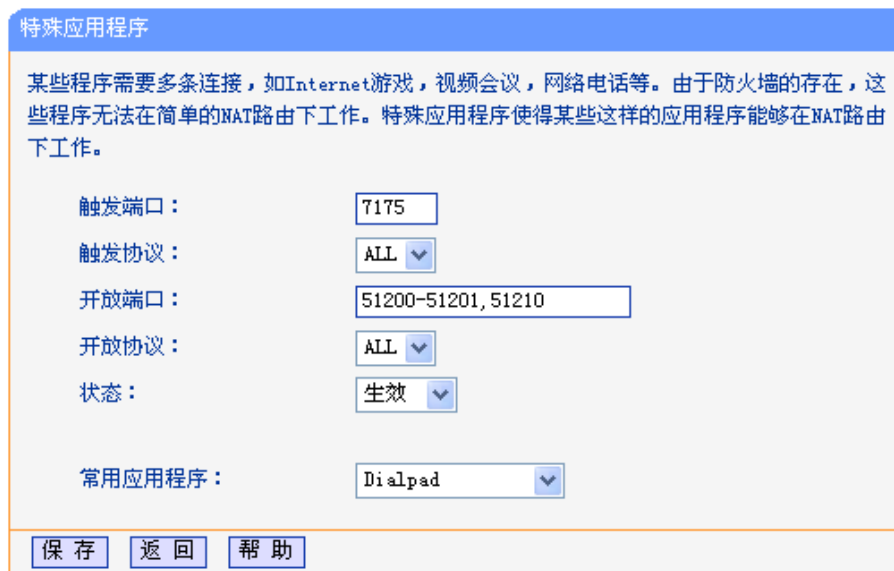 特殊应用程序
某些程序需要多条连接，如Internet游戏，视频会议，网络电话等。由于防火墙的存在，这
些程序无法在简单的NAT路由下工作。特殊应用程序使得某些这样的应用程序能够在NAT路由
下工作。
触发端口： 7175
触发协议： ALL
开放端口： 51200-51201,51210
开放协议： ALL
状态： 生效
常用应用程序： Dialpad
保 存 返 回 帮 助